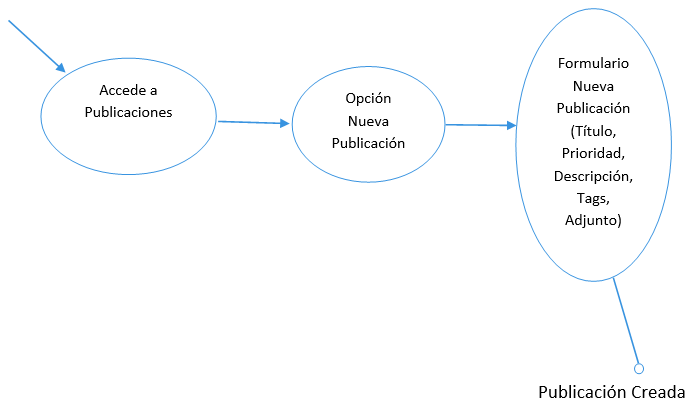 Accede a
Publicaciones
Opción
Nueva
Publicación
Formulario
Nueva
Publicación
(Título,
Prioridad,
Descripción,
Tags,
Adjunto)
Publicación Creada